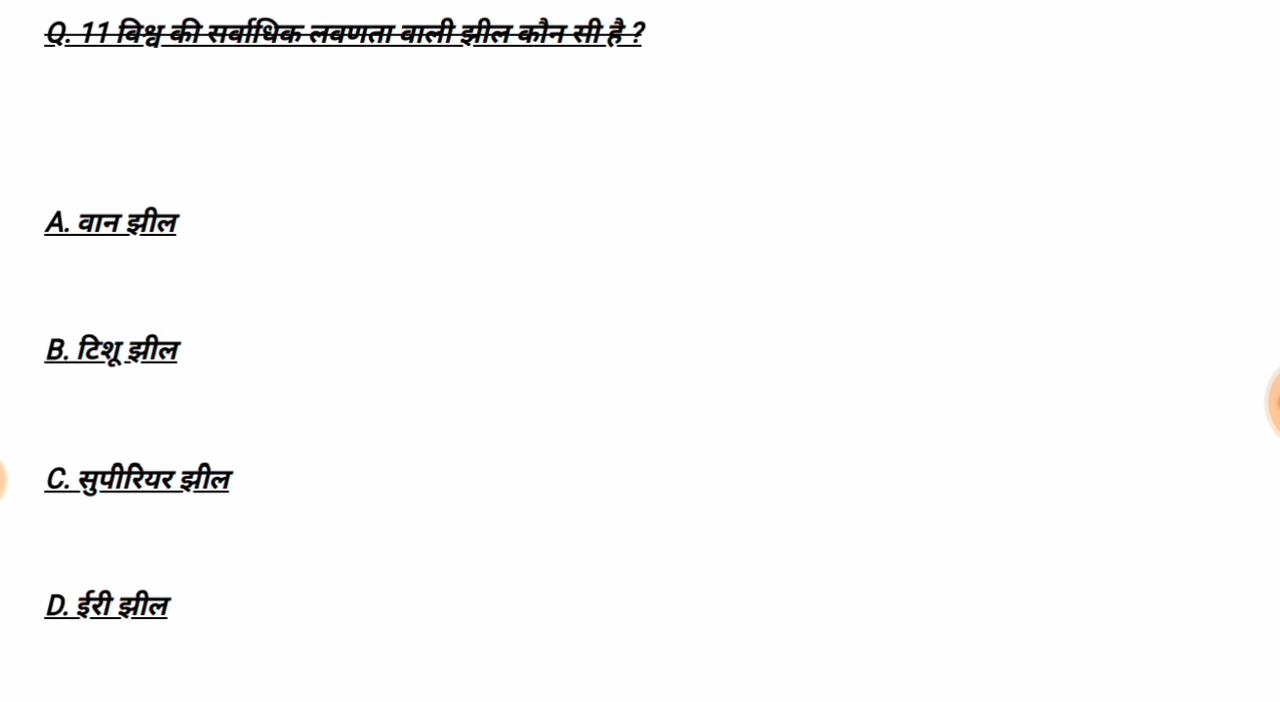 Q. 11 विश्व की सर्वाधिक लवणता वाली झील कौन सी है ?
A. वान झील
B. टिशू झील
C. सुपीरियर झील
D. ईरी झील